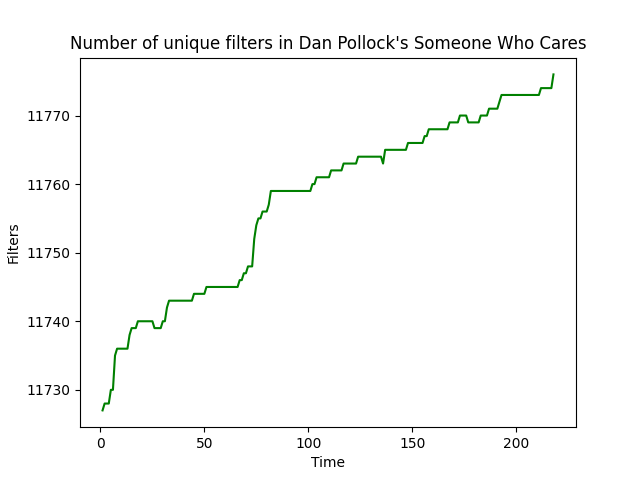 Number of unique filters in Dan Pollock's Someone Who Cares
11770
11760
11750
11740
11730
Filters
0 50 100 150 200
Time